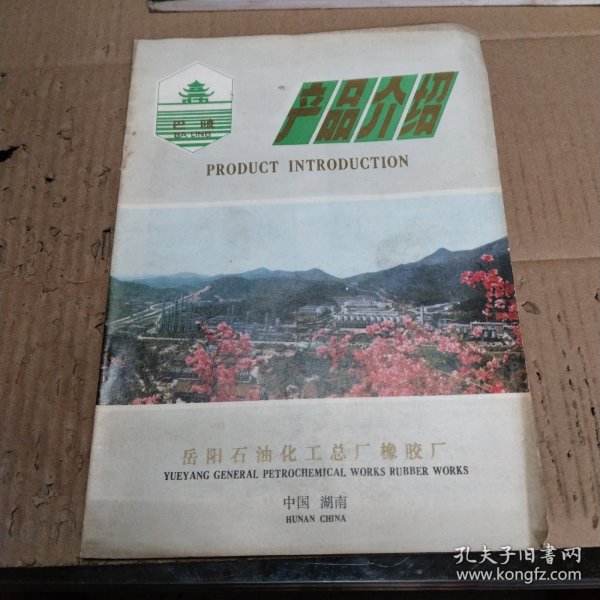 巴陵
BA LING
产品介绍
PRODUCT INTRODUCTION
岳阳石油化工总厂橡胶厂
YUEYANG GENERAL PETROCHEMICAL WORKS RUBBER WORKS
中国 湖南
HUNAN CHINA
孔夫子旧书网
www.kongfz.com